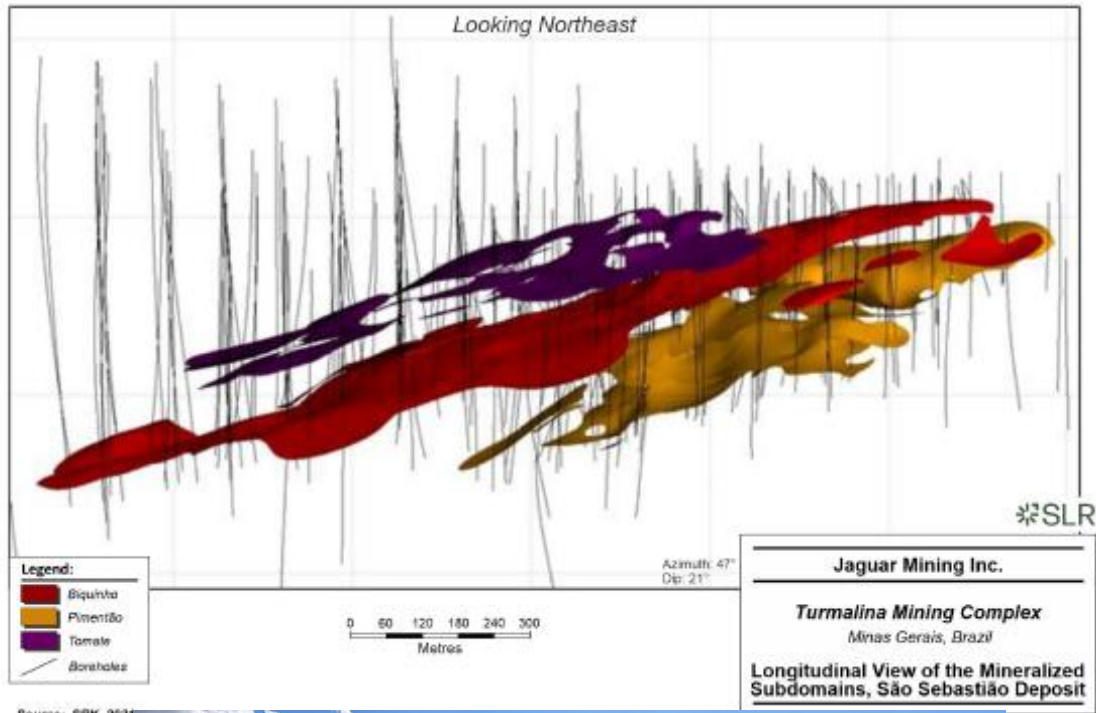 Looking Northeast
SLR
Azimuth: 47°
Dip: 21°
Legend:
Biquinha
Pimentão
Tomate
Boreholes
0 60 120 180 240 300
Metres
Jaguar Mining Inc.
Turmalina Mining Complex
Minas Gerais, Brazil
Longitudinal View of the Mineralized
Subdomains, São Sebastião Deposit